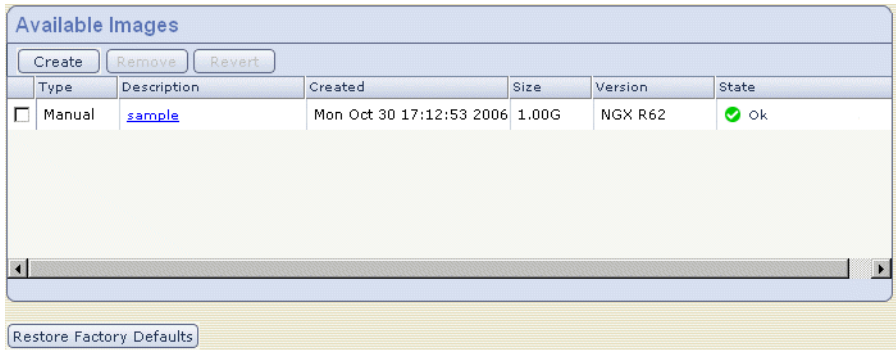 Available Images
Create Remove Revert
Type Description Created Size Version State
Manual sample Mon Oct 30 17:12:53 2006 1.00G NGX R62 Ok
Restore Factory Defaults